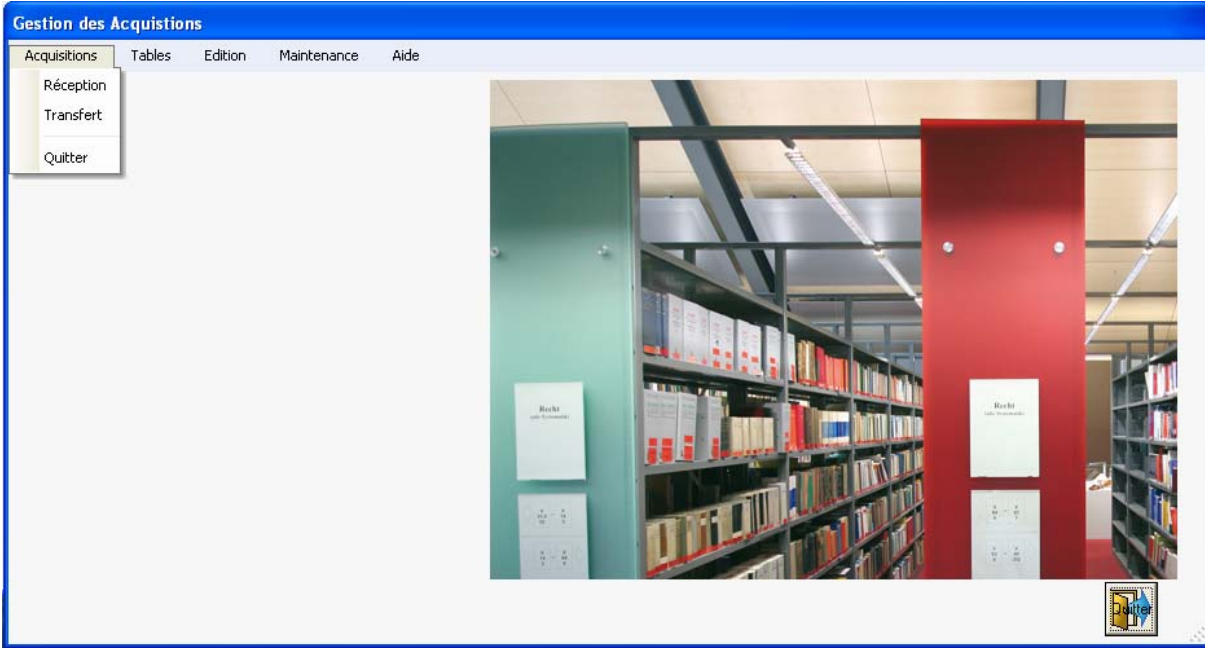 Gestion des Acquistions
Acquisitions Tables Edition Maintenance Aide
Réception
Transfert
Quitter
Recht
Recht
Quitter